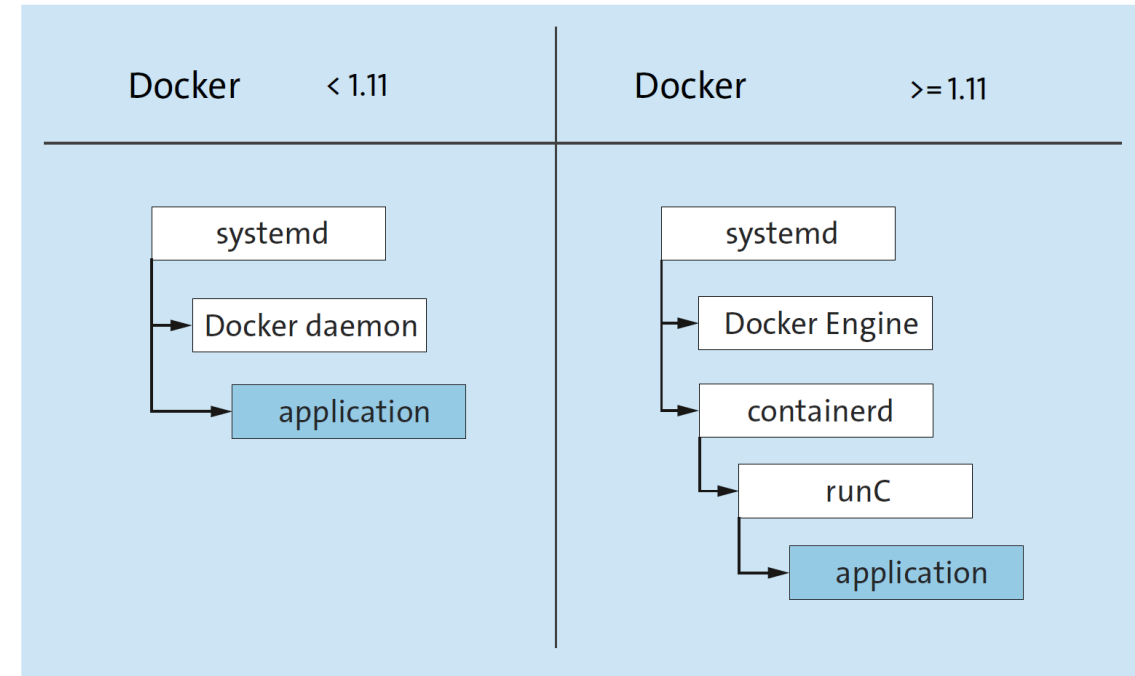 Docker < 1.11
systemd
Docker daemon
application
Docker >= 1.11
systemd
Docker Engine
containerd
runC
application